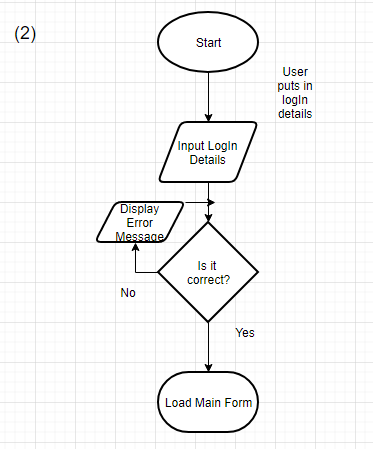 (2)
Start
User
puts in
logIn
details
Input LogIn
Details
Display
Error
Message
Is it
correct?
No
Yes
Load Main Form